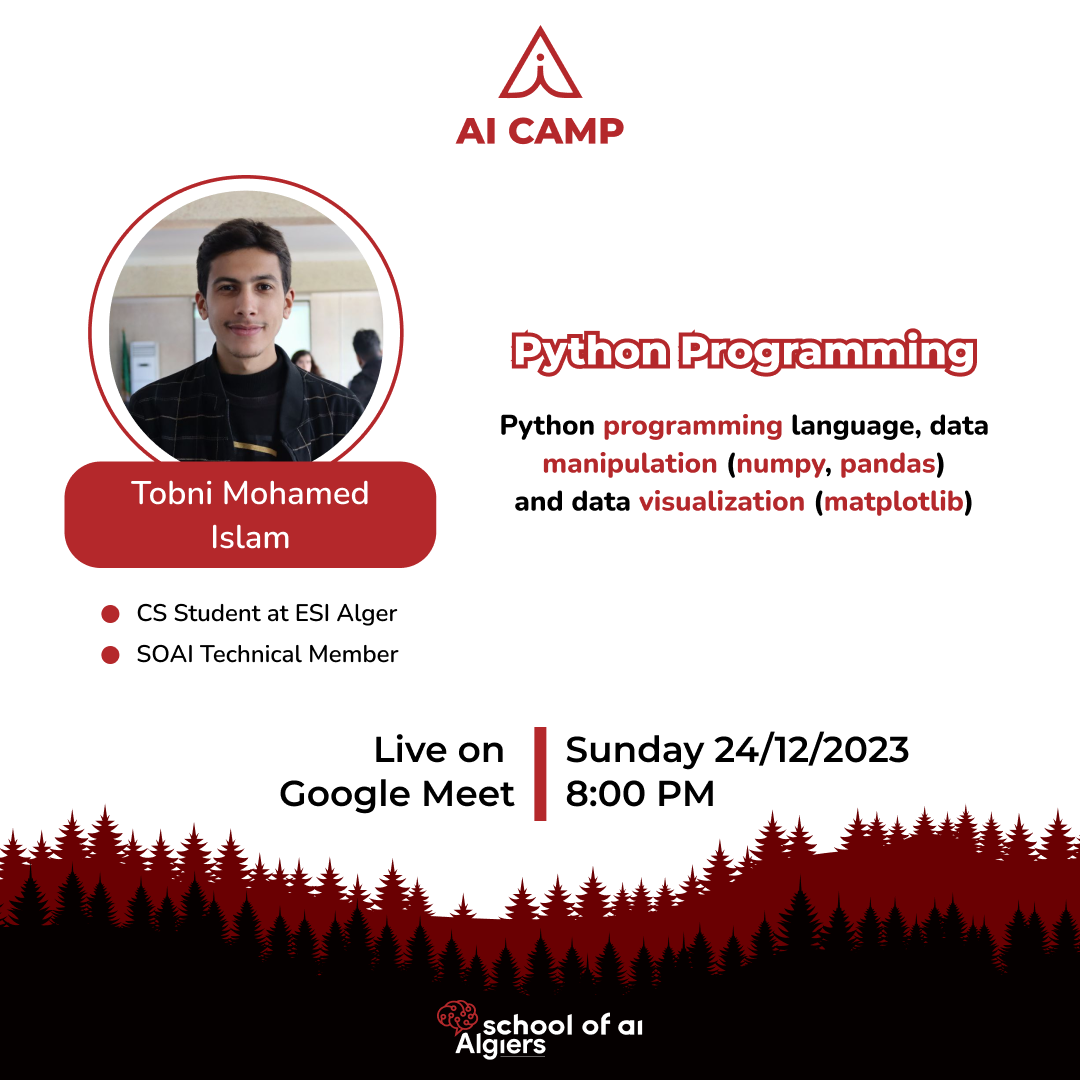 AI CAMP
Tobni Mohamed
Islam
CS Student at ESI Alger
SOAI Technical Member
Python Programming
Python programming language, data
manipulation (numpy, pandas)
and data visualization (matplotlib)
Live on
Google Meet
Sunday 24/12/2023
8:00 PM
school of ai
Algiers